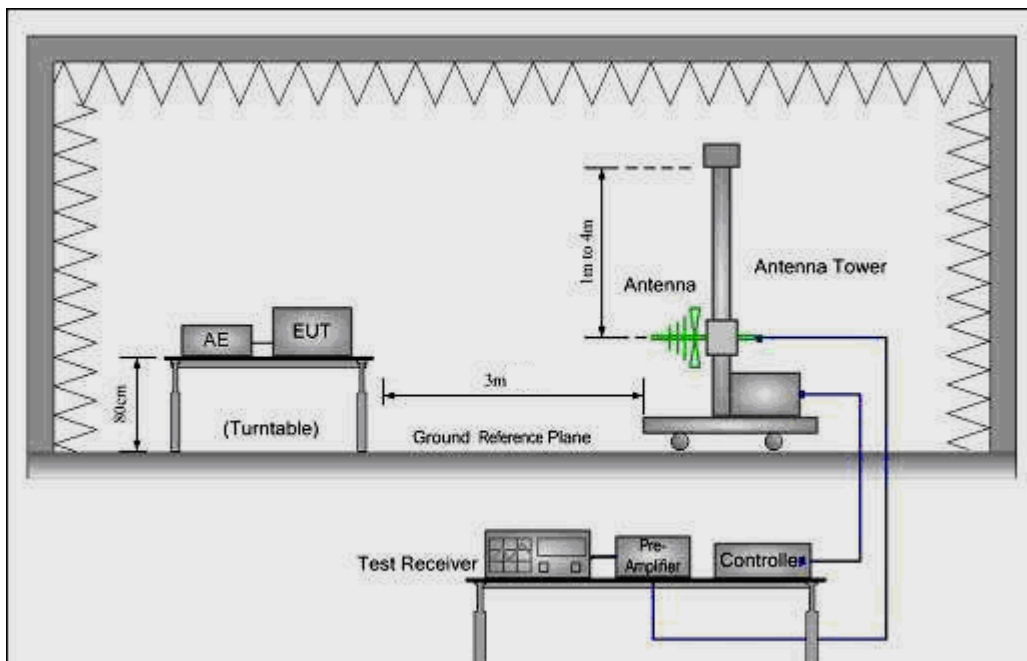 1m to 4m
Antenna
Antenna Tower
AE
EUT
80cm
3m
(Turntable)
Ground Reference Plane
Test Receiver
Pre-
Amplifier
Controller